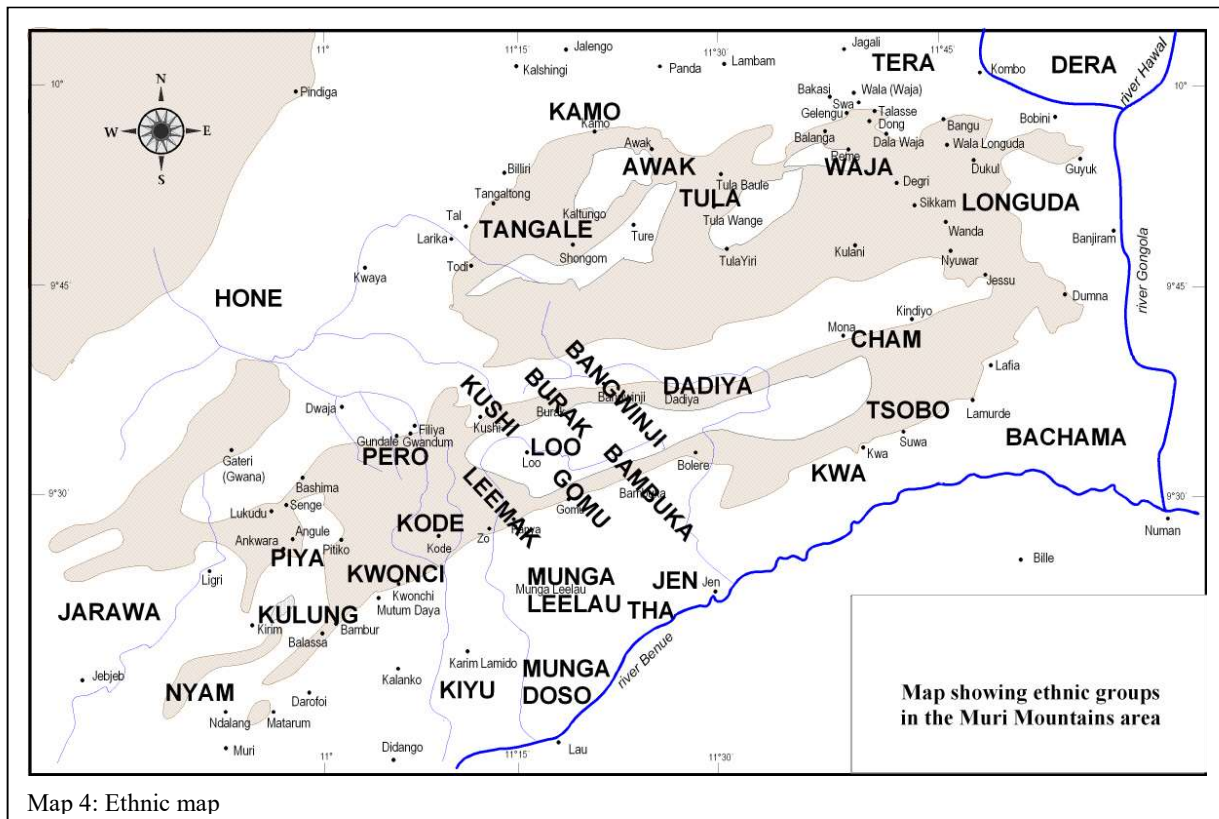 11°
11°15'
11°30'
11°45'
Jalengo
Jagali
Kalshingi
Panda
Lambam
TERA
DERA
Kombo
river Hawal
10°
10°
N
W
E
S
Pindiga
Bakasi
Wala (Waja)
Swa
Gelengu
Talasse
KAMO
Kamo
Dong
Bangu
Bobini
Balanga
Dala Waja
Wala Longuda
Awak
Reme
AWAK
WAJA
Dukul
Guyuk
Billiri
Tula Baule
Degri
Tangaltong
TULA
Sikkam
LONGUDA
Kaltungo
Tula Wange
Tal
TANGALE
Ture
Wanda
Banjiram
Larika
Shongom
TulaYiri
Kulani
Nyuwar
river Gongola
Todi
Kwaya
Jessu
9°45'
9°45'
HONE
Dumna
Kindiyo
Mona
CHAM
BANGWINJI
Lafia
BURAK
DADIYA
KUSHI
Bangwinji
Dadiya
Dwaja
Burak
TSOBO
Lamurde
Kushi
Filiya
Gundale
Gwandum
Suwa
BACHAMA
PERO
LOO
Loo
Kwa
Bolere
KWA
Gateri
(Gwana)
BAMBUKA
Bambuka
LEEMAK
GOMU
Gomu
Bashima
9°30'
9°30'
Lukudu
Senge
KODE
Numan
Panya
Zo
Angule
Ankwara
Pitiko
Kode
PIYA
Bille
Ligri
KWONCI
Kwonchi
MUNGA
LEELAU
Munga Leelau
JEN
Jen
Mutum Daya
JARAWA
KULUNG
THA
Kirim
Bambur
Balassa
river Benue
Karim Lamido
Jebjeb
Kalanko
MUNGA
DOSO
NYAM
KIYU
Darofoi
Ndalang
Matarum
Map showing ethnic groups
in the Muri Mountains area
Muri
Didango
Lau
11°
11°15'
11°30'
Map 4: Ethnic map